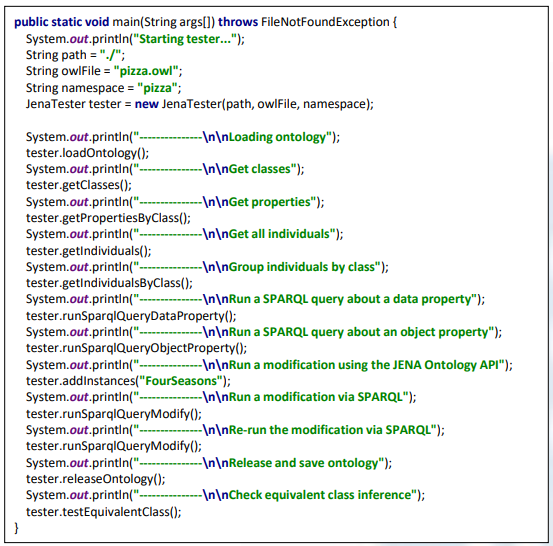 public static void main(String args[]) throws FileNotFoundException {
System.out.println("Starting tester...");
String path = "./";
String owlFile = "pizza.owl";
String namespace = "pizza";
JenaTester tester = new JenaTester(path, owlFile, namespace);
System.out.println("---------------\n\nLoading ontology");
tester.loadOntology();
System.out.println("---------------\n\nGet classes");
tester.getClasses();
System.out.println("---------------\n\nGet properties");
tester.getPropertiesByClass();
System.out.println("---------------\n\nGet all individuals");
tester.getIndividuals();
System.out.println("---------------\n\nGroup individuals by class");
tester.getIndividualsByClass();
System.out.println("---------------\n\nRun a SPARQL query about a data property");
tester.runSparqlQueryDataProperty();
System.out.println("---------------\n\nRun a SPARQL query about an object property");
tester.runSparqlQueryObjectProperty();
System.out.println("---------------\n\nRun a modification using the JENA Ontology API");
tester.addInstances("FourSeasons");
System.out.println("---------------\n\nRun a modification via SPARQL");
tester.runSparqlQueryModify();
System.out.println("---------------\n\nRe-run the modification via SPARQL");
tester.runSparqlQueryModify();
System.out.println("---------------\n\nRelease and save ontology");
tester.releaseOntology();
System.out.println("---------------\n\nCheck equivalent class inference");
tester.testEquivalentClass();
}